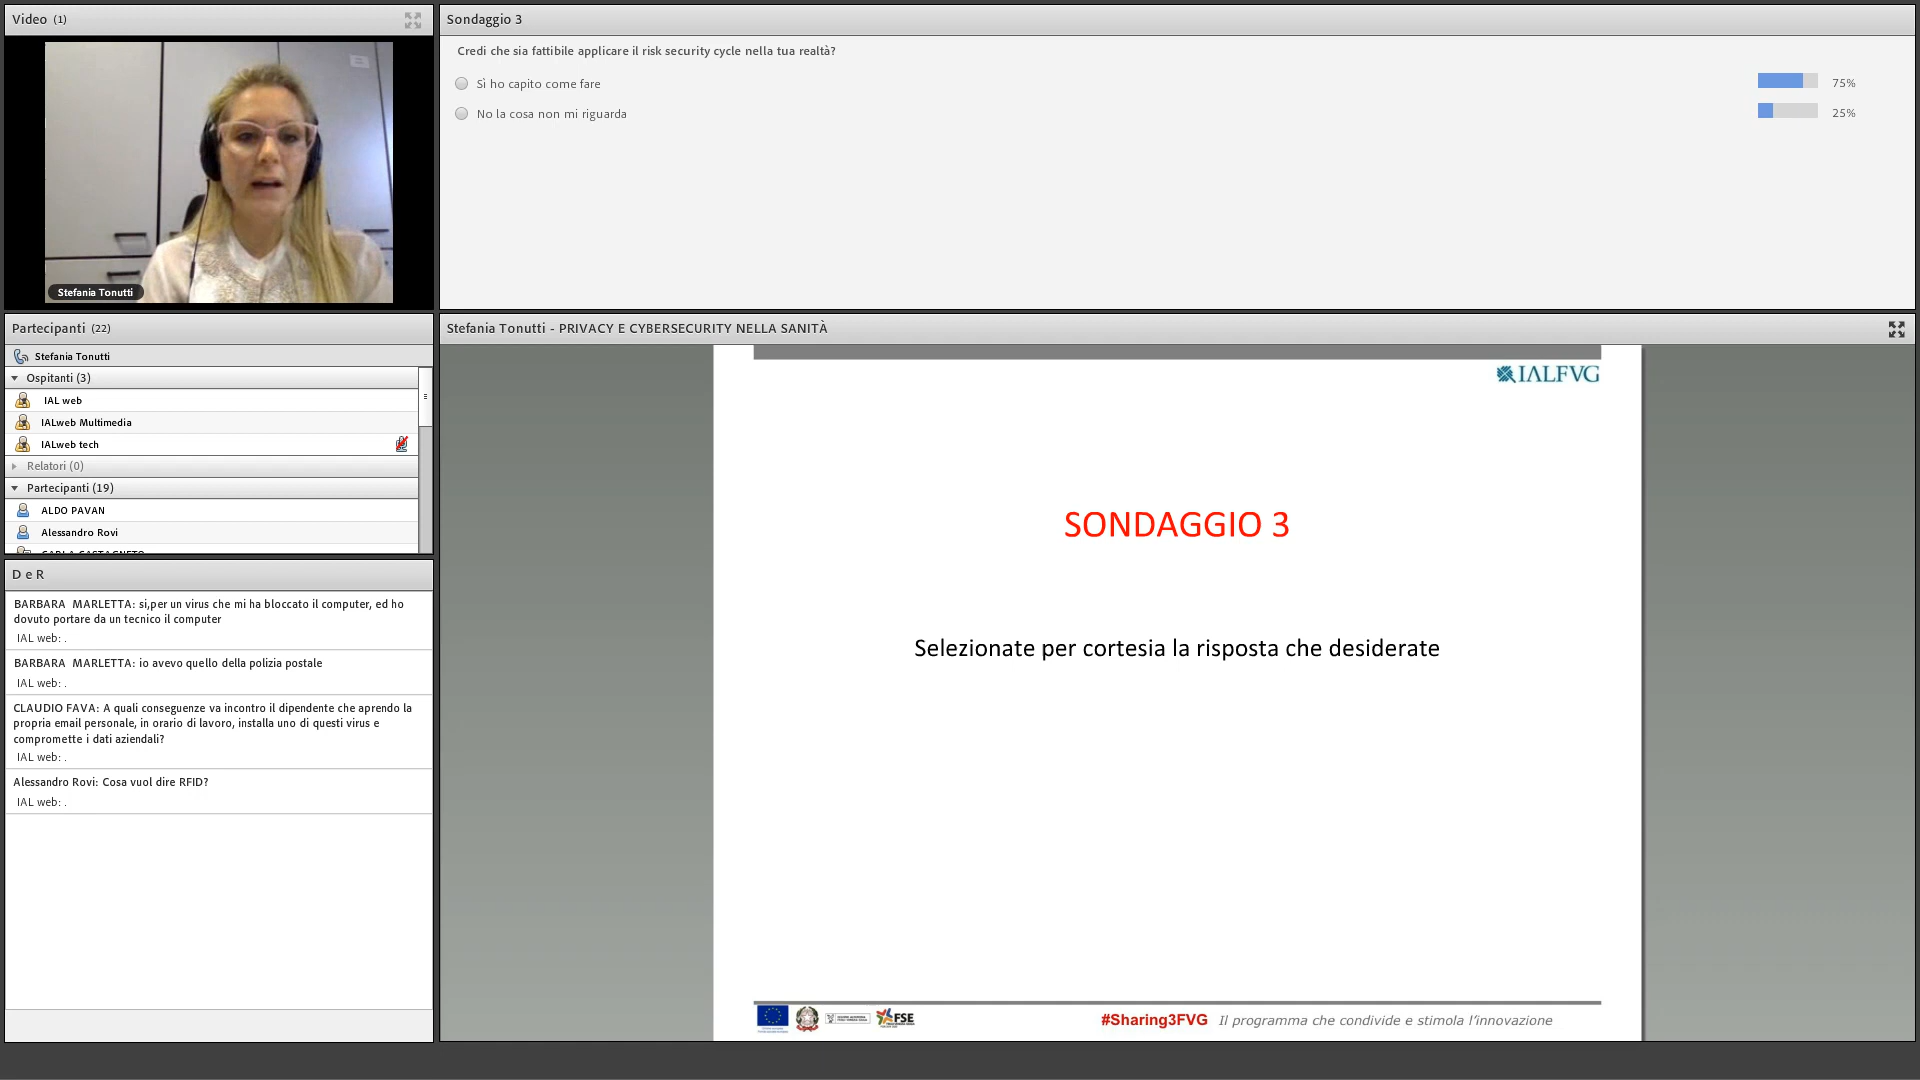 Video (1)
Stefania Tonutti
Partecipanti (22)
Stefania Tonutti
Ospitanti (3)
IAL web
IALweb Multimedia
IALweb tech
Relatori (0)
Partecipanti (19)
ALDO PAVAN
Alessandro Rovi
CARLA CASTAGNETO
D e R
BARBARA MARLETTA: si,per un virus che mi ha bloccato il computer, ed ho
dovuto portare da un tecnico il computer
IAL web: .
BARBARA MARLETTA: io avevo quello della polizia postale
IAL web: .
CLAUDIO FAVA: A quali conseguenze va incontro il dipendente che aprendo la
propria email personale, in orario di lavoro, installa uno di questi virus e
compromette i dati aziendali?
IAL web: .
Alessandro Rovi: Cosa vuol dire RFID?
IAL web: .
Sondaggio 3
Credi che sia fattibile applicare il risk security cycle nella tua realtà?
Sì ho capito come fare 75%
No la cosa non mi riguarda 25%
Stefania Tonutti - PRIVACY E CYBERSECURITY NELLA SANITÀ
IALFVG
SONDAGGIO 3
Selezionate per cortesia la risposta che desiderate
FSE
#Sharing3FVG Il programma che condivide e stimola l'innovazione